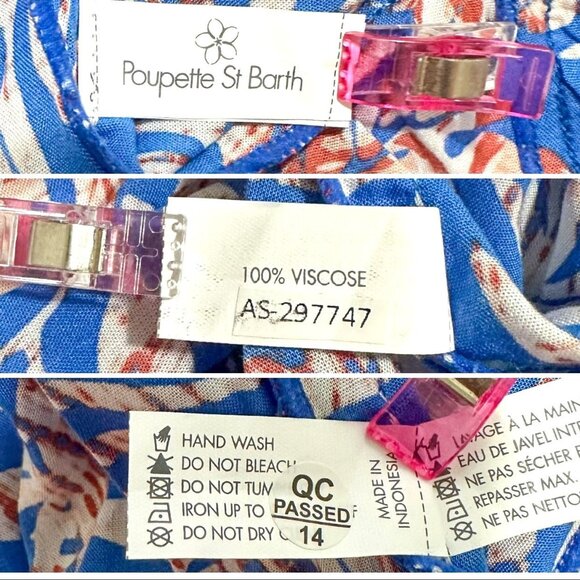 Poupette St Barth
100% VISCOSE
AS-297747
HAND WASH
DO NOT BLEACH
DO NOT TUM
IRON UP TO
DO NOT DRY
QC
PASSED
14
MADE IN
INDONESIA
À LA MAIN
EAU DE JAVEL
NE PAS SÉCHER
REPASSER MAX.
NE PAS NETTO